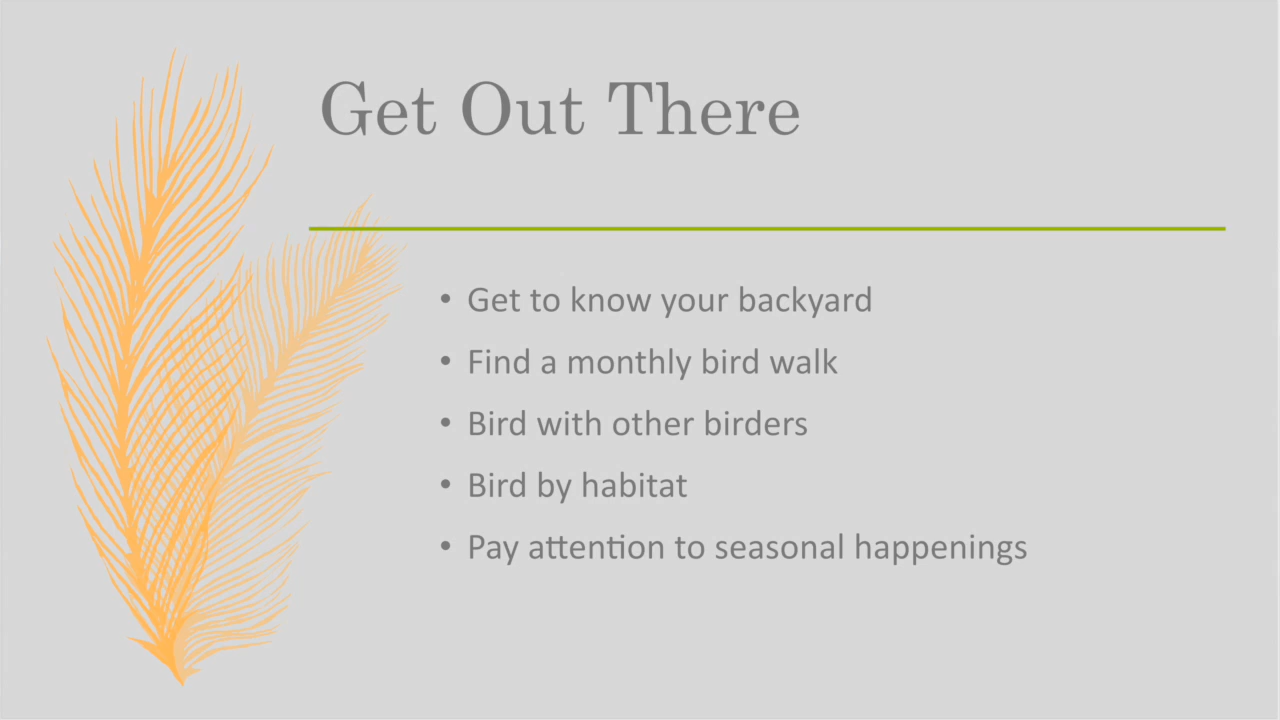 Get Out There
• Get to know your backyard
• Find a monthly bird walk
• Bird with other birders
• Bird by habitat
• Pay attention to seasonal happenings